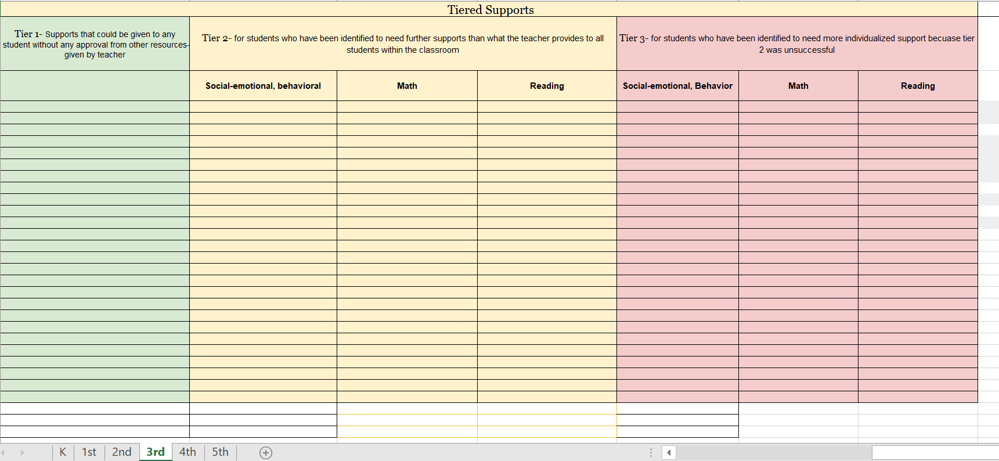 Tiered Supports
Tier 1- Supports that could be given to any
student without any approval from other resources-
given by teacher
Tier 2- for students who have been identified to need further supports than what the teacher provides to all
students within the classroom
Tier 3- for students who have been identified to need more individualized support becuase tier
2 was unsuccessful
Social-emotional, behavioral
Math
Reading
Social-emotional, Behavior
Math
Reading
K
1st
2nd
3rd
4th
5th